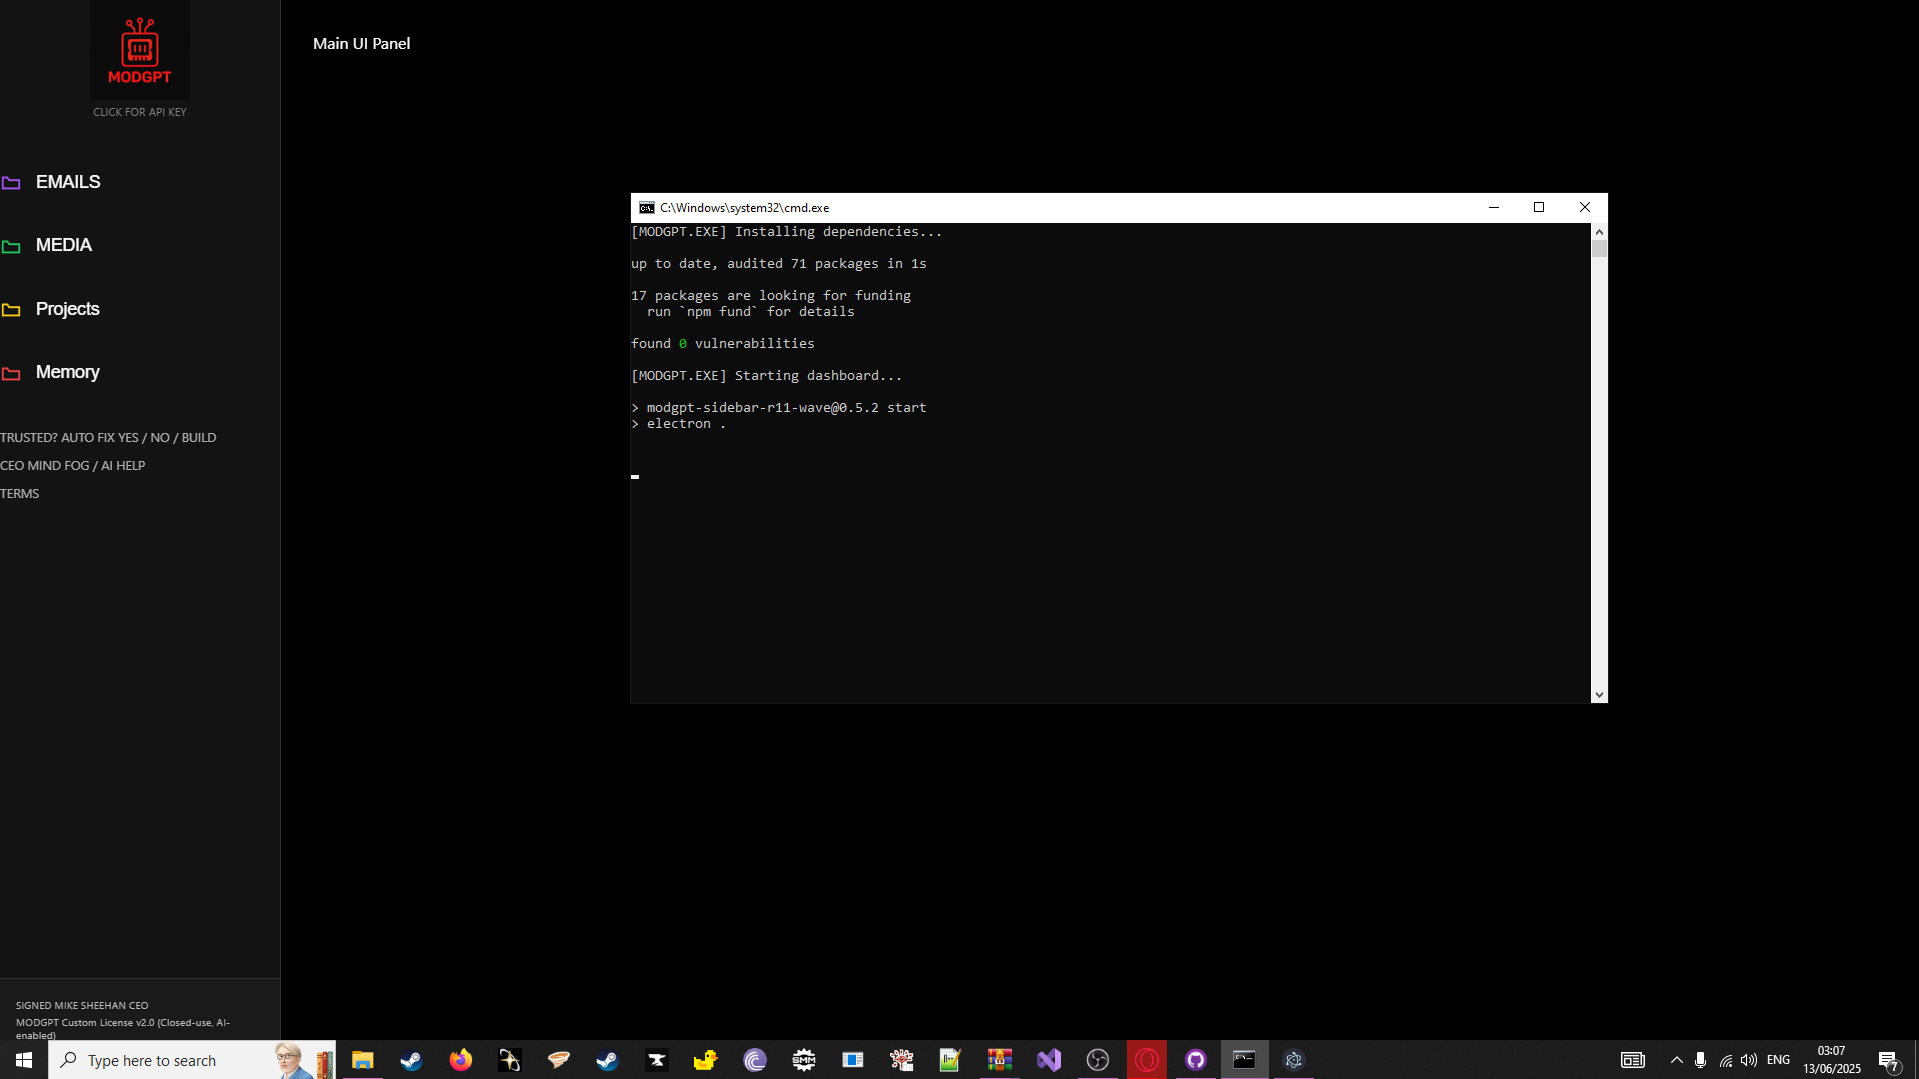 MODGPT
CLICK FOR API KEY
EMAILS
MEDIA
Projects
Memory
TRUSTED? AUTO FIX YES / NO / BUILD
CEO MIND FOG / AI HELP
TERMS
SIGNED MIKE SHEEHAN CEO
MODGPT Custom License v2.0 (Closed-use, AI-
enabled)
Main UI Panel
C:\Windows\system32\cmd.exe
[MODGPT.EXE] Installing dependencies...
up to date, audited 71 packages in 1s
17 packages are looking for funding
run `npm fund` for details
found 0 vulnerabilities
[MODGPT.EXE] Starting dashboard...
> modgpt-sidebar-r11-wave@0.5.2 start
> electron .
Type here to search
SMM
ENG
03:07
13/06/2025
7